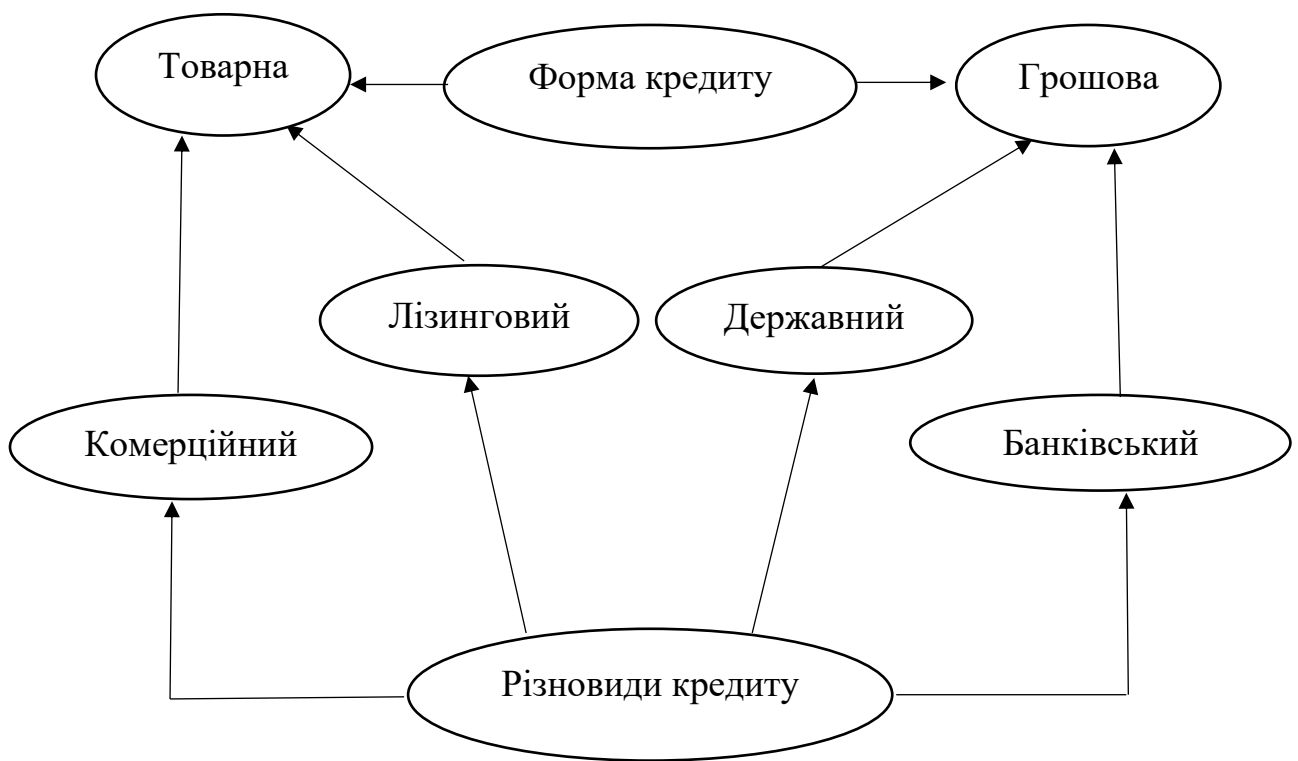 Товарна
Форма кредиту
Грошова
Лізинговий
Державний
Комерційний
Банківський
Різновиди кредиту